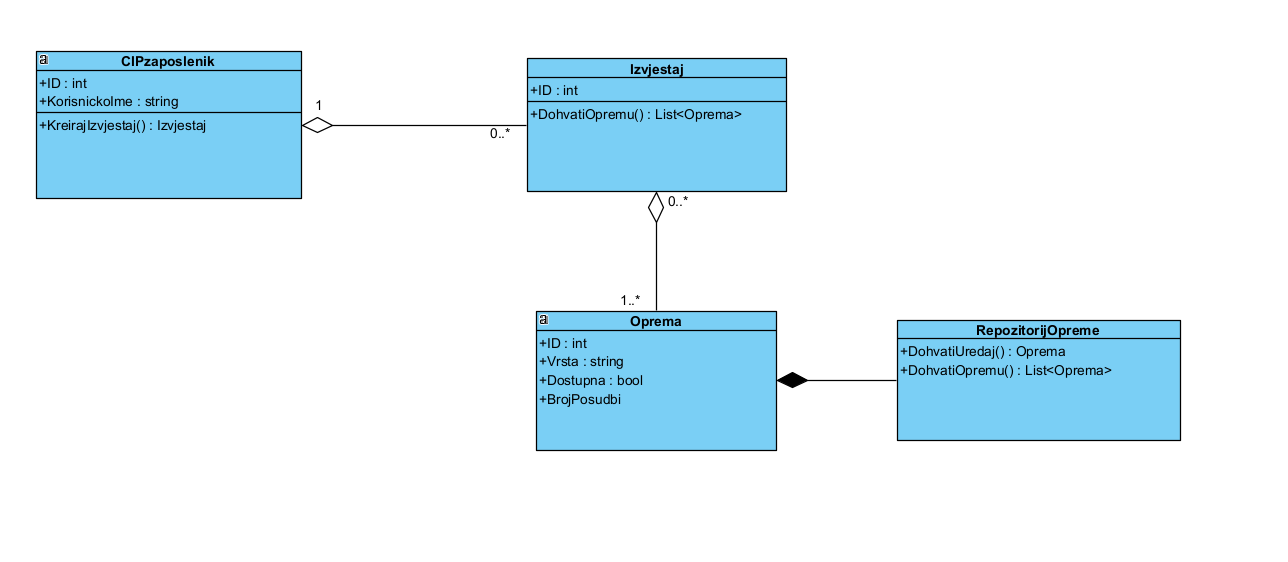 a
CIPzaposlenik
+ID : int
+KorisnickoIme : string
+KreirajIzvjestaj() : Izvjestaj
1
0..*
Izvjestaj
+ID : int
+DohvatiOpremu() : List<Oprema>
0..*
1..*
a
Oprema
+ID : int
+Vrsta : string
+Dostupna : bool
+BrojPosudbi
RepozitorijOpreme
+DohvatiUredaj() : Oprema
+DohvatiOpremu() : List<Oprema>